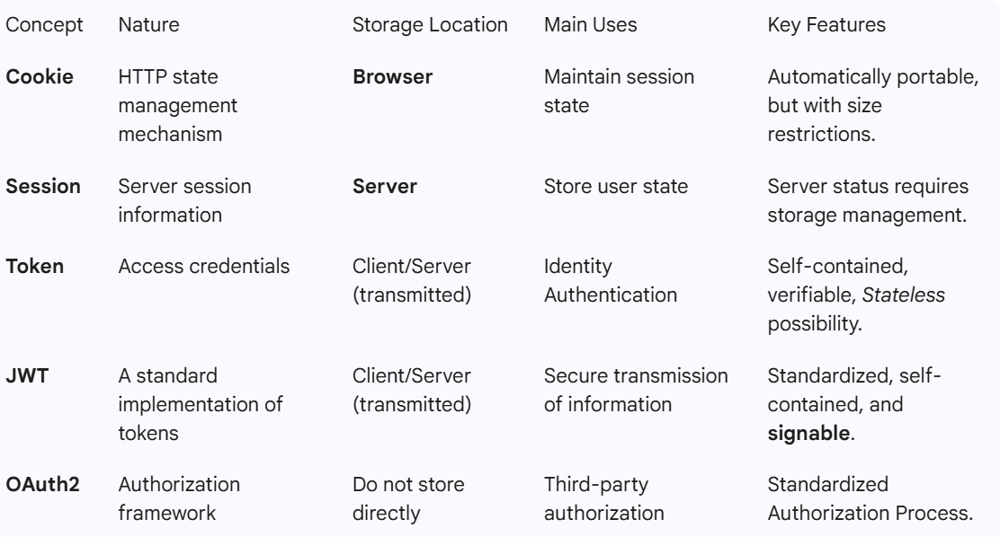 Concept Nature Storage Location Main Uses Key Features
Cookie HTTP state Browser Maintain session Automatically portable,
management state but with size
mechanism restrictions.
Session Server session Server Store user state Server status requires
information storage management.
Token Access credentials Client/Server Identity Self-contained,
(transmitted) Authentication verifiable, Stateless
possibility.
JWT A standard Client/Server Secure transmission Standardized, self-
implementation of (transmitted) of information contained, and
tokens signable.
OAuth2 Authorization Do not store Third-party Standardized
framework directly authorization Authorization Process.